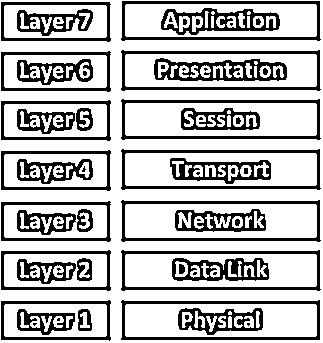 Layer 7 Application
Layer 6 Presentation
Layer 5 Session
Layer 4 Transport
Layer 3 Network
Layer 2 Data Link
Layer 1 Physical